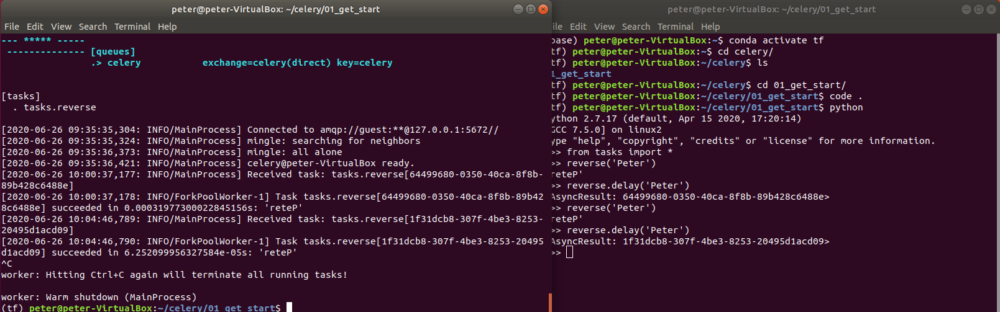 peter@peter-VirtualBox: ~/celery/01_get_start
File Edit View Search Terminal Help
--- ***** -----
-------------- [queues]
.> celery exchange=celery(direct) key=celery
[tasks]
. tasks.reverse
[2020-06-26 09:35:35,304: INFO/MainProcess] Connected to amqp://guest:**@127.0.0.1:5672//
[2020-06-26 09:35:35,324: INFO/MainProcess] mingle: searching for neighbors
[2020-06-26 09:35:36,373: INFO/MainProcess] mingle: all alone
[2020-06-26 09:35:36,421: INFO/MainProcess] celery@peter-VirtualBox ready.
[2020-06-26 10:00:37,177: INFO/MainProcess] Received task: tasks.reverse[64499680-0350-40ca-8f8b-
89b428c6488e]
[2020-06-26 10:00:37,178: INFO/ForkPoolWorker-1] Task tasks.reverse[64499680-0350-40ca-8f8b-89b42
8c6488e] succeeded in 0.00031977300022845156s: 'reteP'
[2020-06-26 10:04:46,789: INFO/MainProcess] Received task: tasks.reverse[1f31dcb8-307f-4be3-8253-
20495d1acd09]
[2020-06-26 10:04:46,790: INFO/ForkPoolWorker-1] Task tasks.reverse[1f31dcb8-307f-4be3-8253-20495
d1acd09] succeeded in 6.252099956327584e-05s: 'reteP'
^C
worker: Hitting Ctrl+C again will terminate all running tasks!
worker: Warm shutdown (MainProcess)
(tf) peter@peter-VirtualBox:~/celery/01_get_start$
peter@peter-VirtualBox: ~/celery/01_get_start
ile Edit View Search Terminal Help
base) peter@peter-VirtualBox:~$ conda activate tf
tf) peter@peter-VirtualBox:~$ cd celery/
tf) peter@peter-VirtualBox:~/celery$ ls
1_get_start
tf) peter@peter-VirtualBox:~/celery$ cd 01_get_start/
tf) peter@peter-VirtualBox:~/celery/01_get_start$ code .
tf) peter@peter-VirtualBox:~/celery/01_get_start$ python
ython 2.7.17 (default, Apr 15 2020, 17:20:14)
GCC 7.5.0] on linux2
ype "help", "copyright", "credits" or "license" for more information.
>> from tasks import *
>> reverse('Peter')
reteP'
>> reverse.delay('Peter')
AsyncResult: 64499680-0350-40ca-8f8b-89b428c6488e>
>> reverse('Peter')
reteP'
>> reverse.delay('Peter')
AsyncResult: 1f31dcb8-307f-4be3-8253-20495d1acd09>
>>